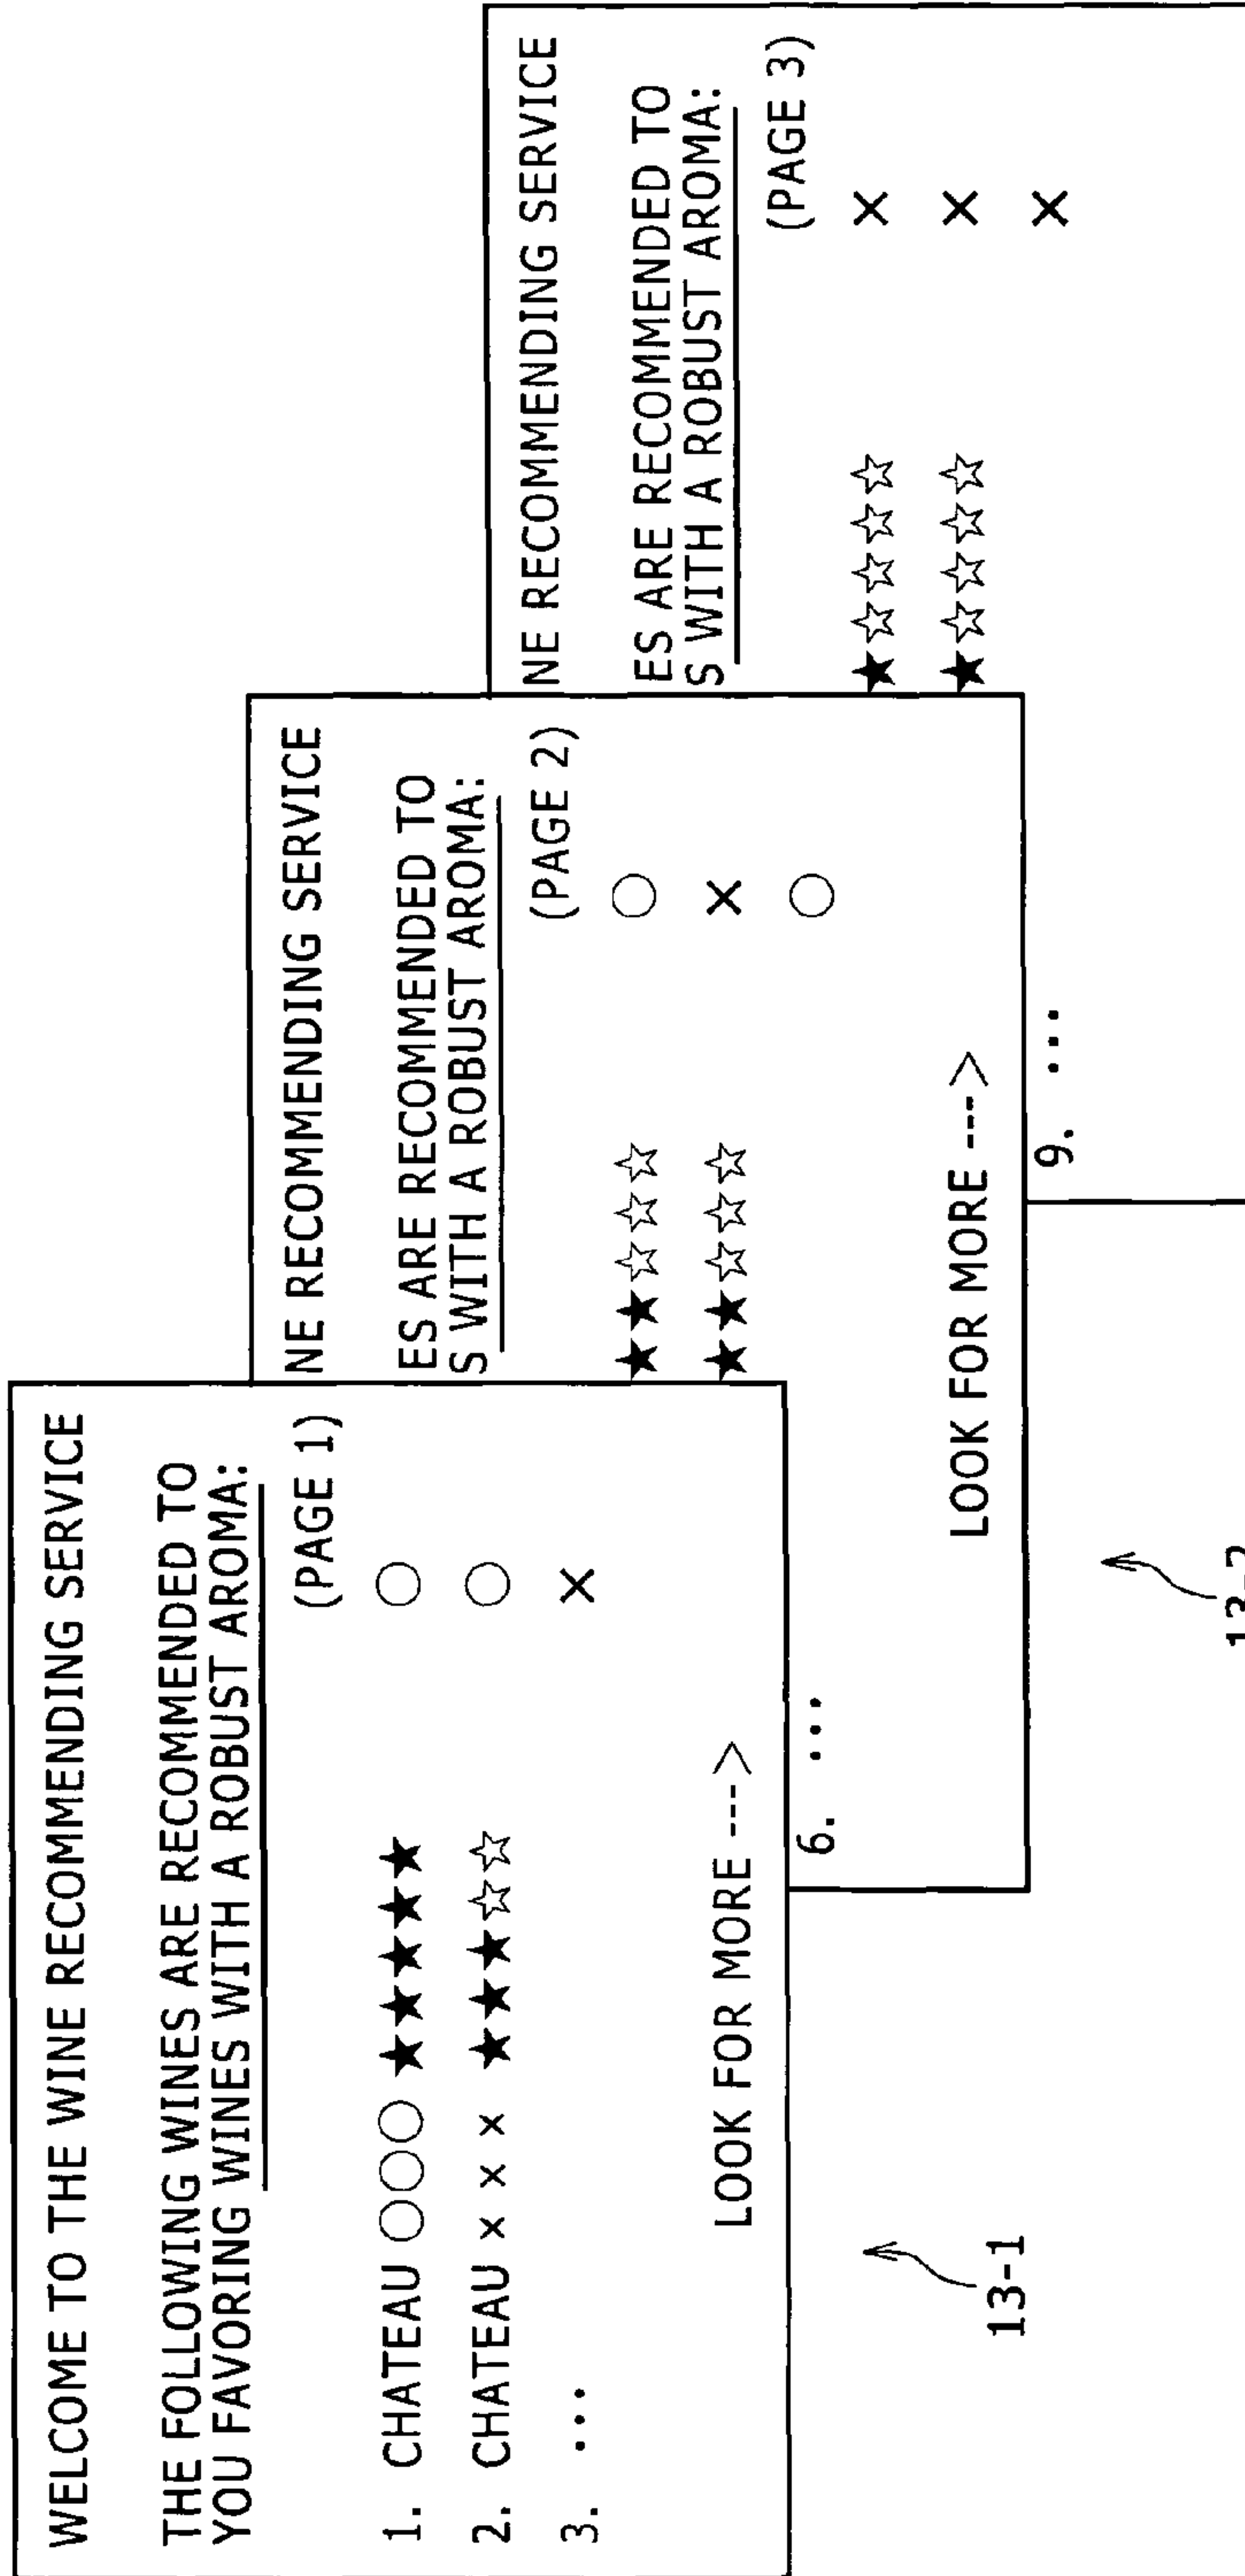 WELCOME TO THE WINE RECOMMENDING SERVICE
THE FOLLOWING WINES ARE RECOMMENDED TO
YOU FAVORING WINES WITH A ROBUST AROMA:
(PAGE 1)
1. CHATEAU ○○○ ★★★★★ ○
2. CHATEAU × × × ★★★☆☆ ○
3. ... ×
LOOK FOR MORE --->
13-1
NE RECOMMENDING SERVICE
ES ARE RECOMMENDED TO
S WITH A ROBUST AROMA:
(PAGE 2)
★★☆☆☆ ○
★★☆☆☆ ×
○
6. ...
LOOK FOR MORE --->
13-2
NE RECOMMENDING SERVICE
ES ARE RECOMMENDED TO
S WITH A ROBUST AROMA:
(PAGE 3)
★☆☆☆☆ ×
★☆☆☆☆ ×
9. ... ×